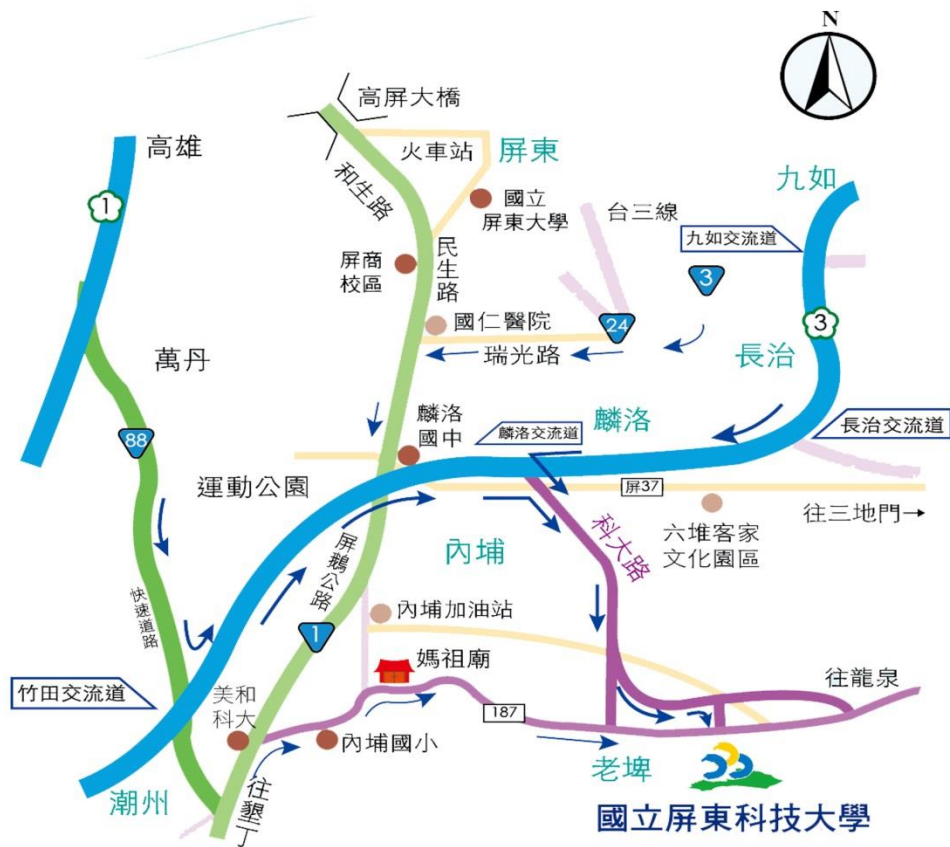 N
高屏大橋
高雄
1
火車站
屏東
和生路
國立
屏東大學
九如
台三線
九如交流道
屏商
校區
民生路
3
國仁醫院
24
3
瑞光路
長治
萬丹
88
麟洛
國中
麟洛交流道
麟洛
長治交流道
運動公園
屏37
往三地門→
六堆客家
文化園區
科大路
內埔
屏鵝公路
快速道路
1
內埔加油站
媽祖廟
往龍泉
竹田交流道
美和
科大
187
內埔國小
老埤
往墾丁
潮州
國立屏東科技大學